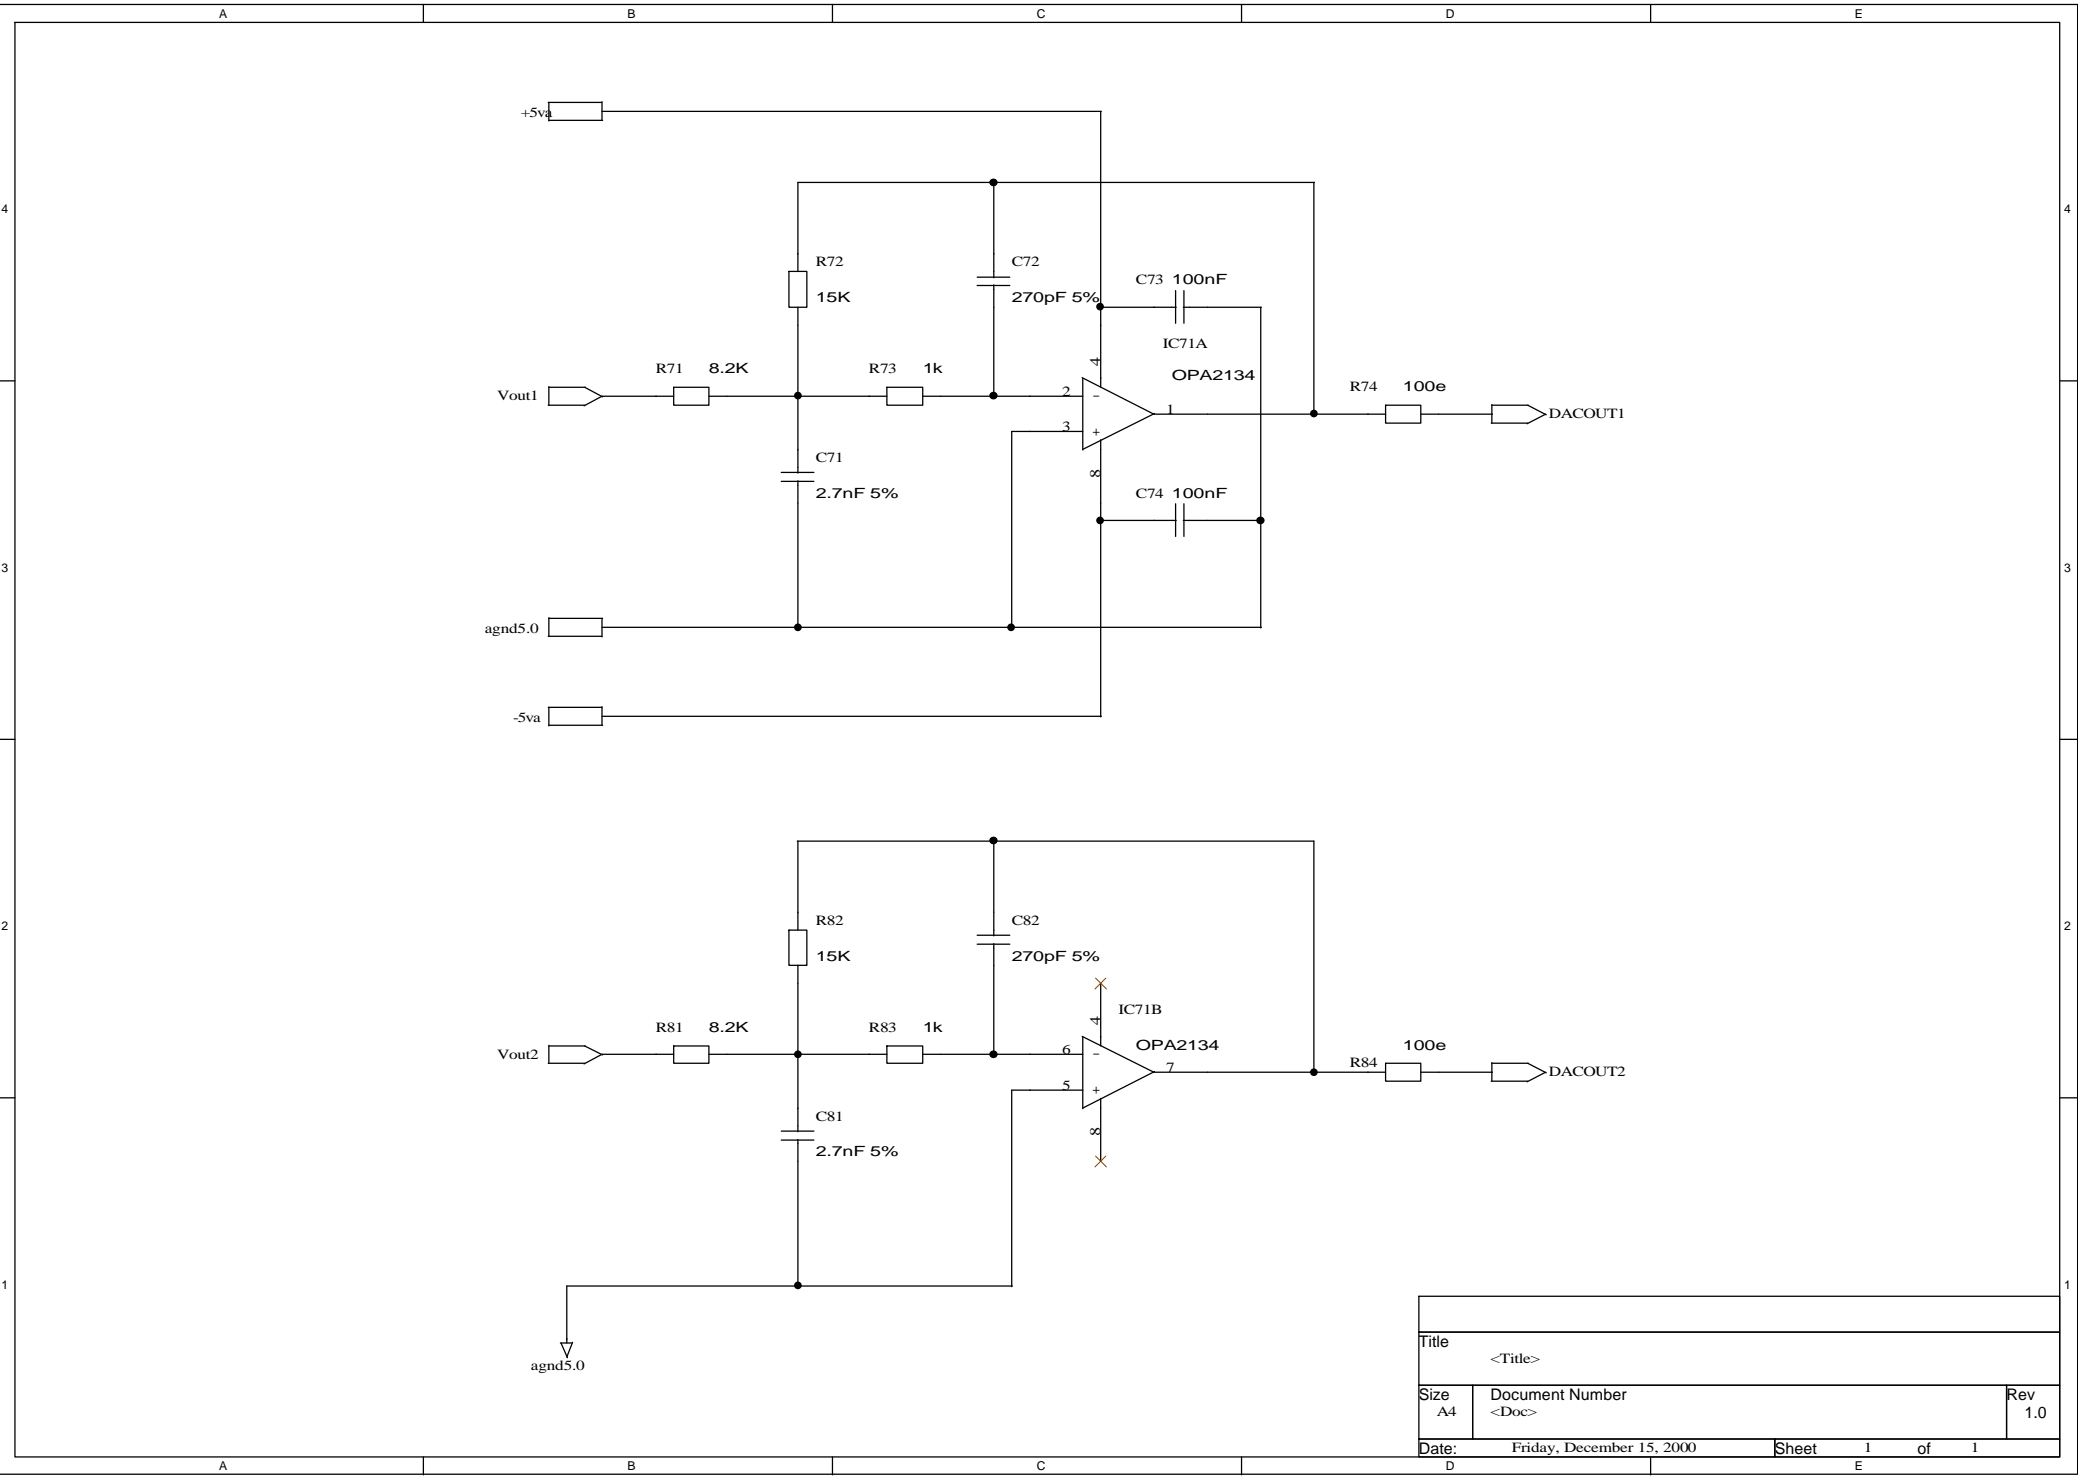 A B C D E
+5va
4 4
R72 C72
C73 100nF
15K 270pF 5%
IC71A
4
R71 8.2K R73 1k OPA2134
R74 100e
Vout1 2 - 1 DACOUT1
3 +
C71
8
2.7nF 5% C74 100nF
3 3
agnd5.0
-5va
R82 C82
2 2
15K 270pF 5%
IC71B
4
R81 8.2K R83 1k
OPA2134 100e
Vout2 6 - 7 R84 DACOUT2
5 +
C81
8
2.7nF 5%
1 1
agnd5.0
Title
<Title>
Size Document Number Rev
A4 <Doc> 1.0
Date: Friday, December 15, 2000 Sheet 1 of 1
A B C D E